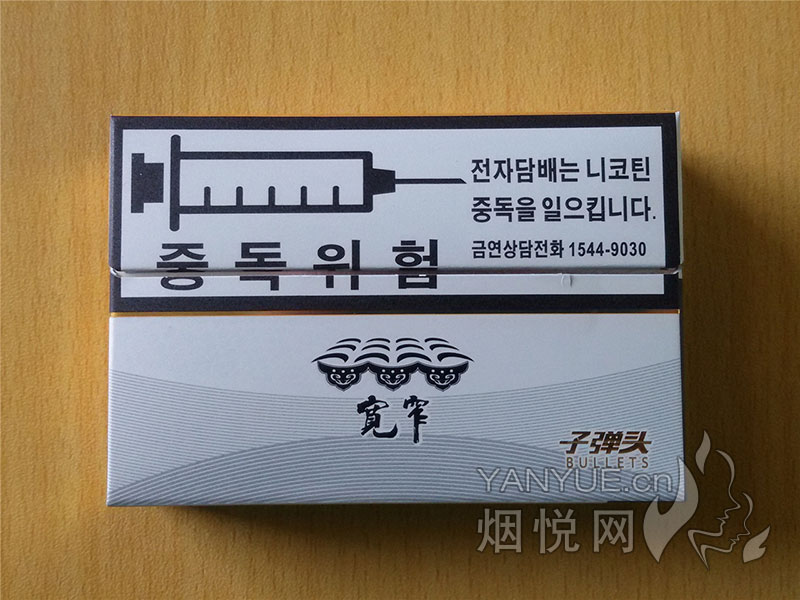 전자담배는 니코틴
중독을 일으킵니다.
금연상담전화 1544-9030
중독위험
宽窄
子弹头
BULLETS
YANYUE.cn
烟悦网